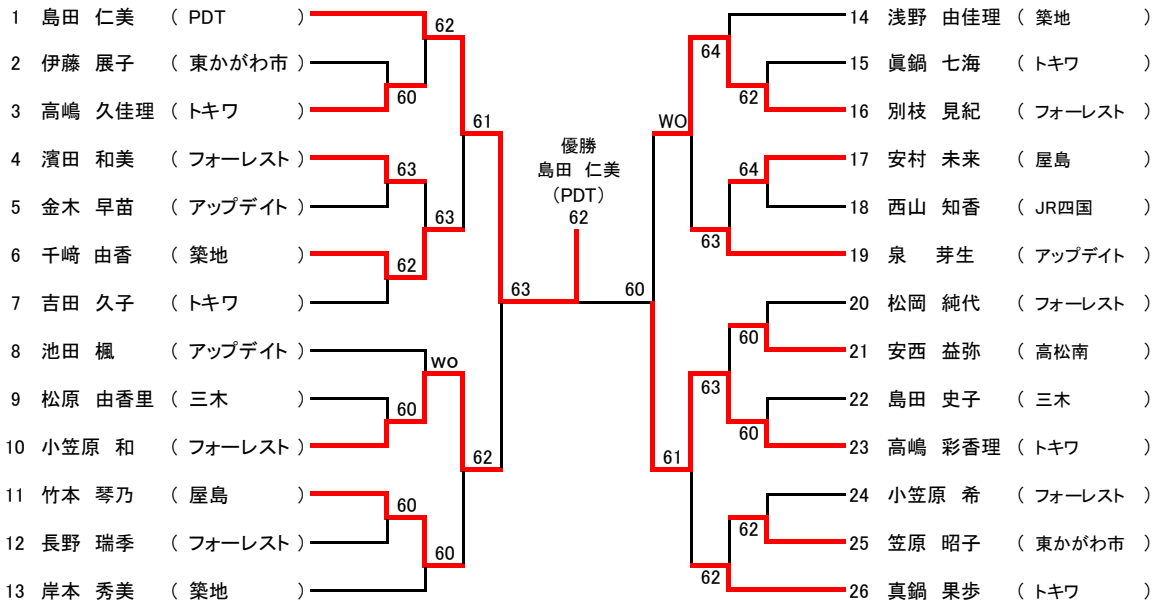 1 島田 仁美 ( PDT )
2 伊藤 展子 ( 東かがわ市 )
3 高嶋 久佳理 ( トキワ )
4 濱田 和美 ( フォーレスト )
5 金木 早苗 ( アップデイト )
6 千﨑 由香 ( 築地 )
7 吉田 久子 ( トキワ )
8 池田 楓 ( アップデイト )
9 松原 由香里 ( 三木 )
10 小笠原 和 ( フォーレスト )
11 竹本 琴乃 ( 屋島 )
12 長野 瑞季 ( フォーレスト )
13 岸本 秀美 ( 築地 )
62
60
61
63
63
62
63
wo
60
62
60
60
優勝
島田 仁美
(PDT)
62
60
WO
64
62
64
63
60
63
60
61
62
62
14 浅野 由佳理 ( 築地 )
15 眞鍋 七海 ( トキワ )
16 別枝 見紀 ( フォーレスト )
17 安村 未来 ( 屋島 )
18 西山 知香 ( JR四国 )
19 泉 芽生 ( アップデイト )
20 松岡 純代 ( フォーレスト )
21 安西 益弥 ( 高松南 )
22 島田 史子 ( 三木 )
23 高嶋 彩香理 ( トキワ )
24 小笠原 希 ( フォーレスト )
25 笠原 昭子 ( 東かがわ市 )
26 真鍋 果歩 ( トキワ )